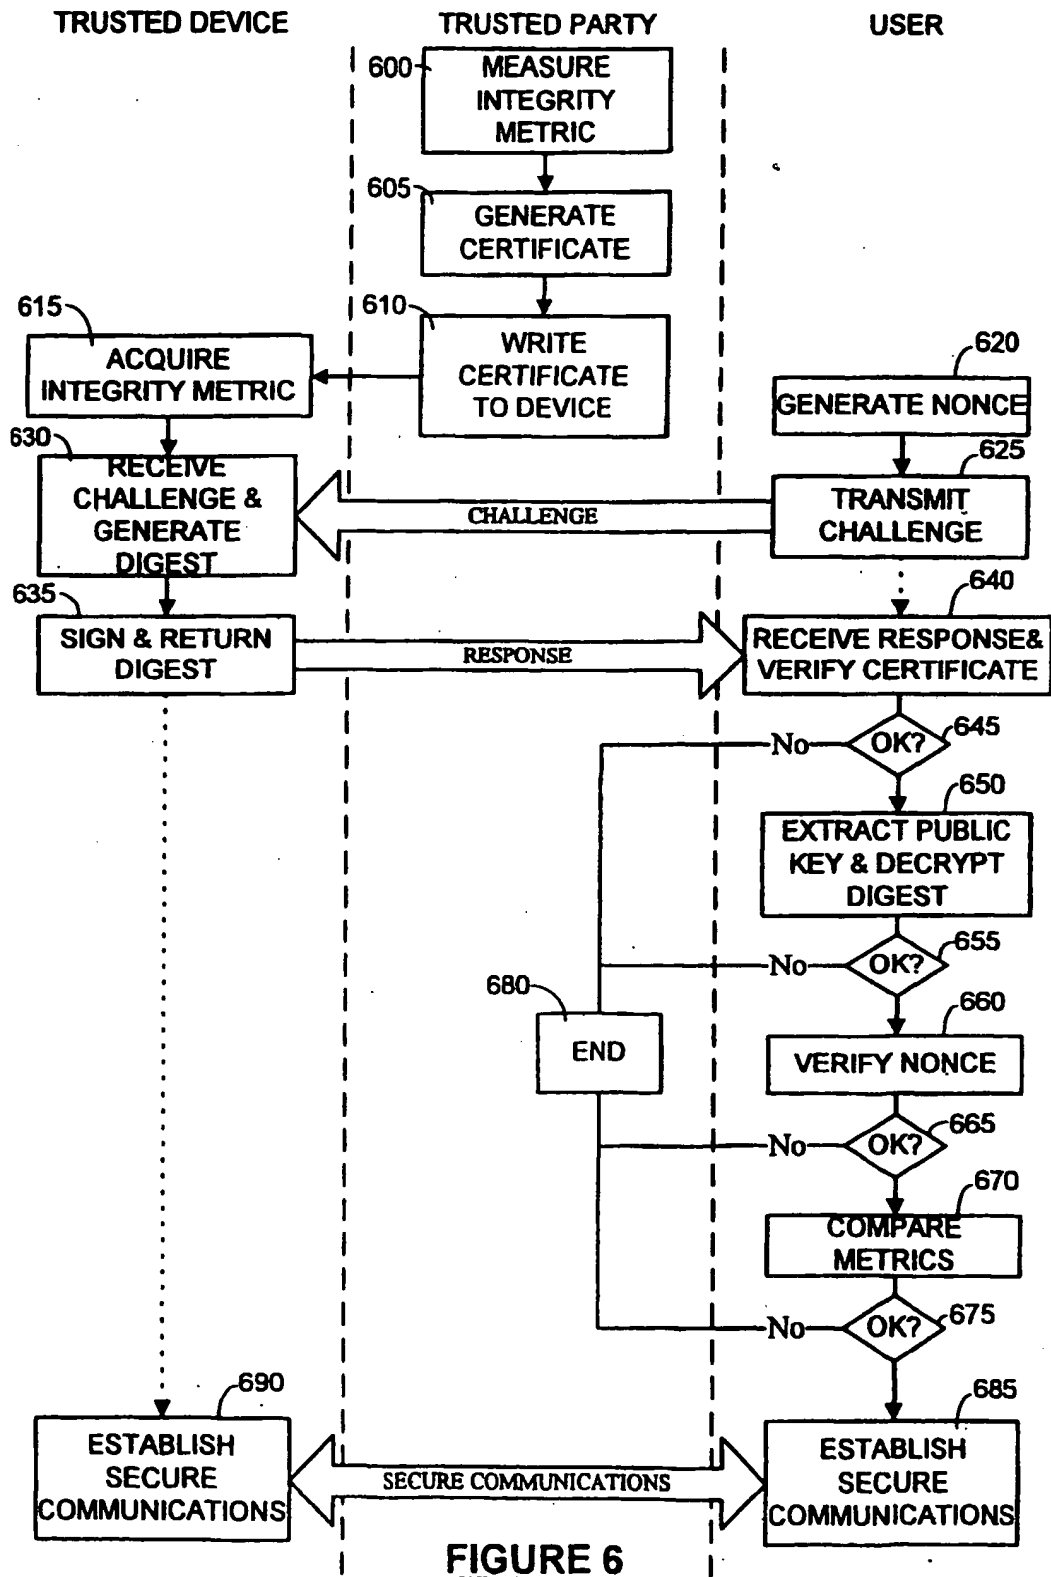 TRUSTED DEVICE
TRUSTED PARTY
USER
600
MEASURE
INTEGRITY
METRIC
605
GENERATE
CERTIFICATE
610
WRITE
CERTIFICATE
TO DEVICE
615
ACQUIRE
INTEGRITY METRIC
620
GENERATE NONCE
625
TRANSMIT
CHALLENGE
CHALLENGE
630
RECEIVE
CHALLENGE &
GENERATE
DIGEST
635
SIGN & RETURN
DIGEST
RESPONSE
640
RECEIVE RESPONSE&
VERIFY CERTIFICATE
OK?
645
No
650
EXTRACT PUBLIC
KEY & DECRYPT
DIGEST
OK?
655
No
680
END
660
VERIFY NONCE
OK?
665
No
670
COMPARE
METRICS
OK?
675
No
690
ESTABLISH
SECURE
COMMUNICATIONS
SECURE COMMUNICATIONS
685
ESTABLISH
SECURE
COMMUNICATIONS
FIGURE 6